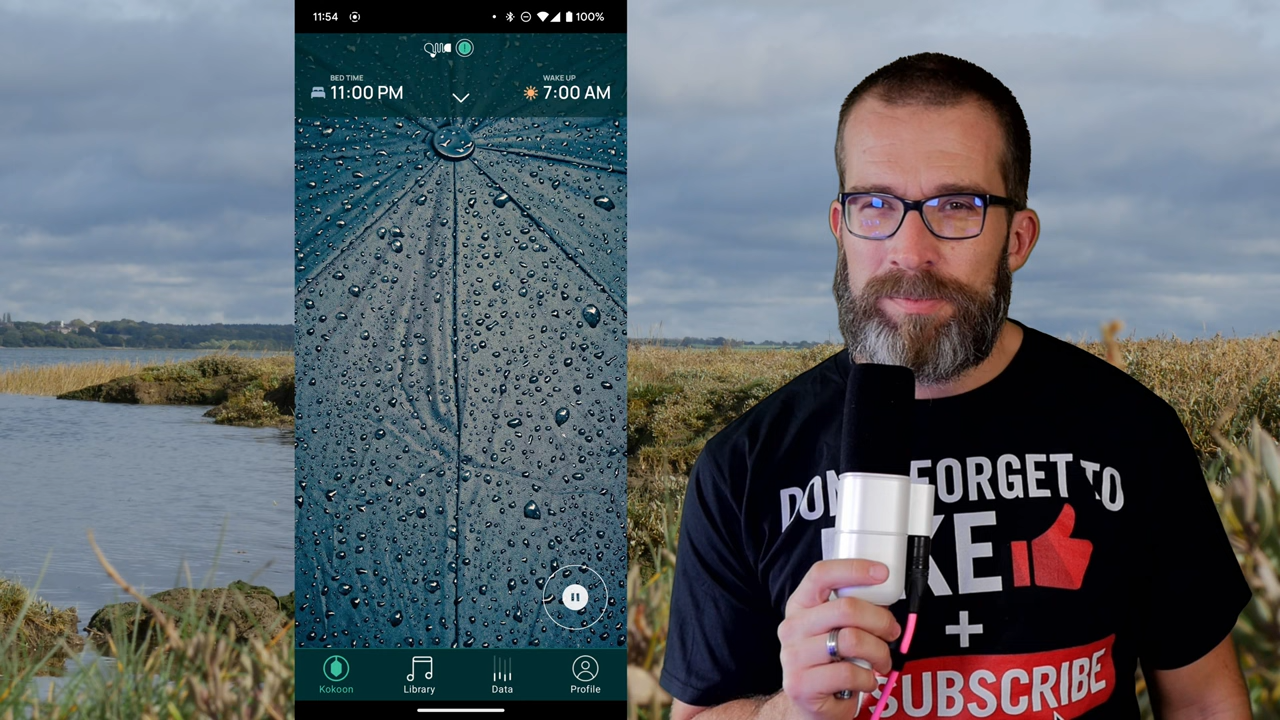 11:54
100%
BED TIME
11:00 PM
WAKE UP
7:00 AM
Kokoon
Library
Data
Profile
FORGET TO
+
SUBSCRIBE